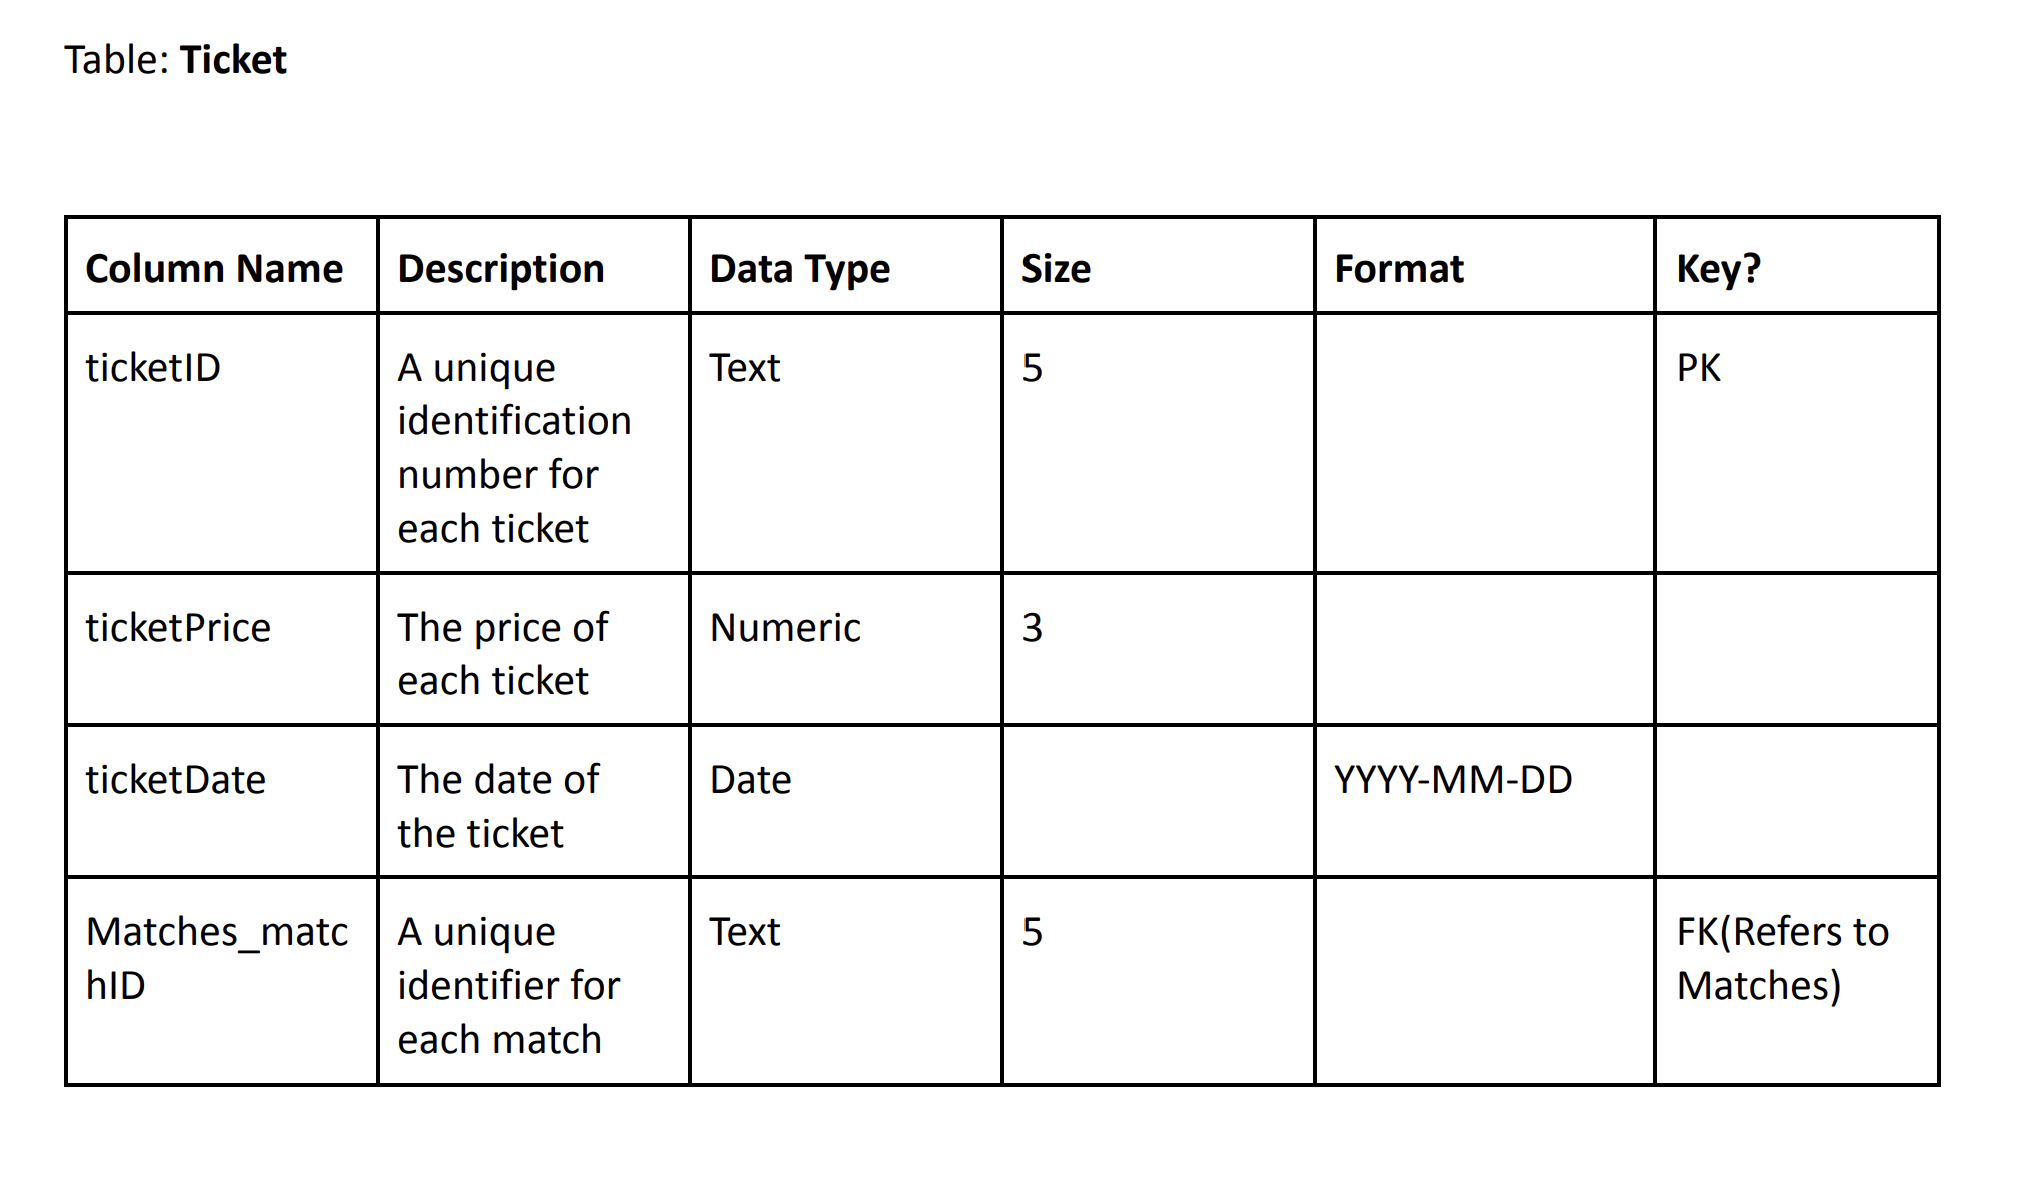 Table: Ticket
Column Name Description Data Type Size Format Key?
ticketID A unique Text 5 PK
identification
number for
each ticket
ticketPrice The price of Numeric 3
each ticket
ticketDate The date of Date YYYY-MM-DD
the ticket
Matches_matc A unique Text 5 FK(Refers to
hID identifier for Matches)
each match